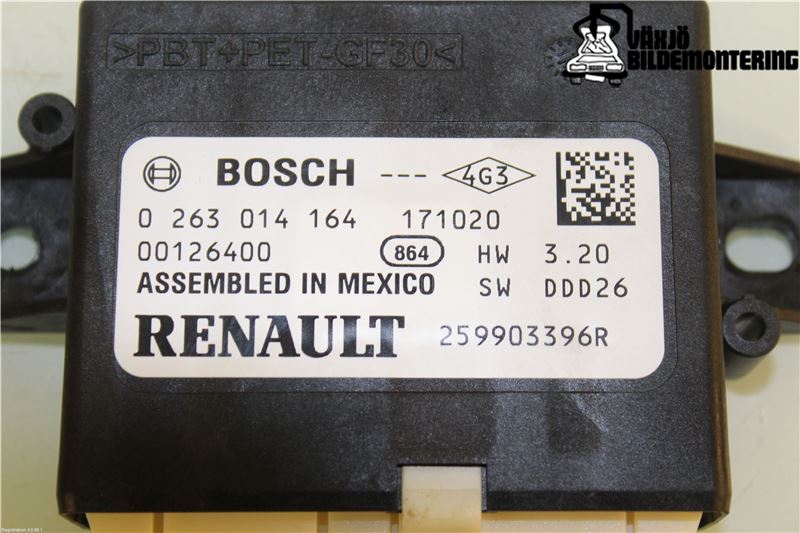 >PBT+PET-GF30<
VÄXJÖ
BILDEMONTERING
BOSCH --- 4G3
0 263 014 164 171020
00126400 864 HW 3.20
ASSEMBLED IN MEXICO SW DDD26
RENAULT 259903396R